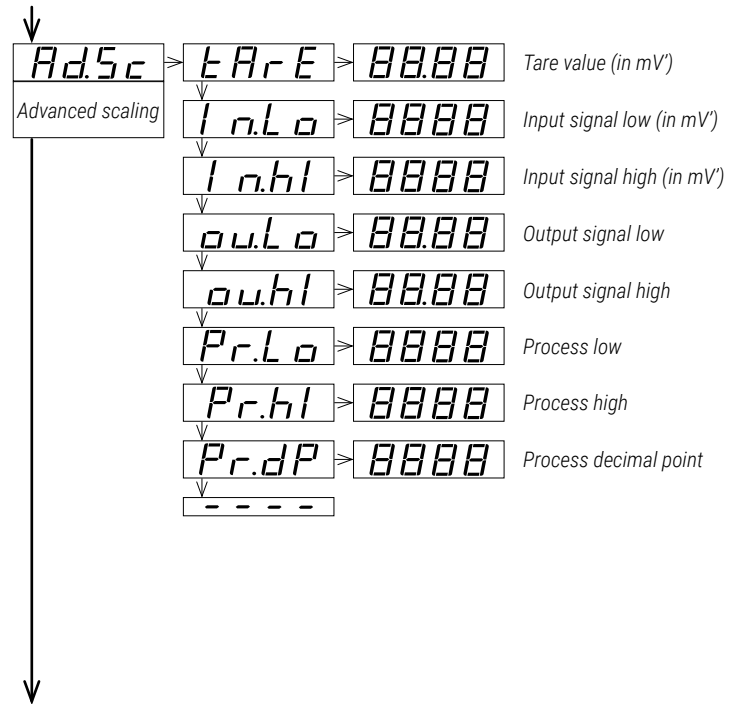 Ad.Sc tArE 88.88 Tare value (in mV')
Advanced scaling
In.Lo 8888 Input signal low (in mV')
In.hI 8888 Input signal high (in mV')
ou.Lo 88.88 Output signal low
ou.hI 88.88 Output signal high
Pr.Lo 8888 Process low
Pr.hI 8888 Process high
Pr.dP 8888 Process decimal point
----